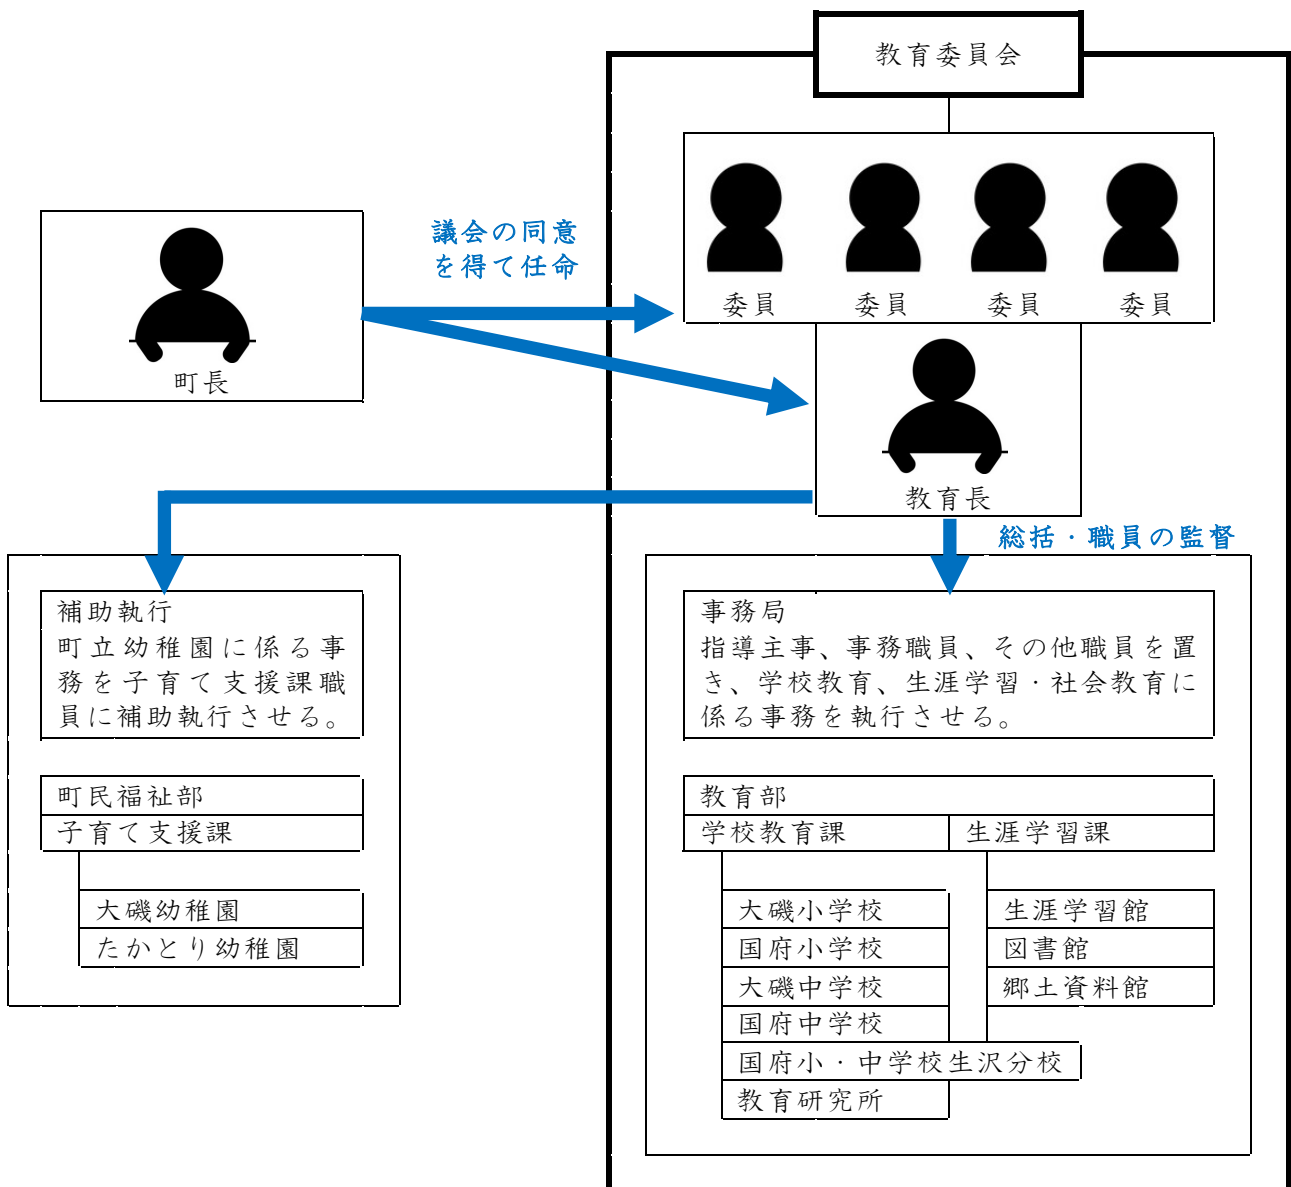 教育委員会
議会の同意
を得て任命
委員
委員
委員
委員
町長
教育長
総括・職員の監督
補助執行
町立幼稚園に係る事
務を子育て支援課職
員に補助執行させる。
町民福祉部
子育て支援課
大磯幼稚園
たかとり幼稚園
事務局
指導主事、事務職員、その他職員を置
き、学校教育、生涯学習・社会教育に
係る事務を執行させる。
教育部
学校教育課
生涯学習課
大磯小学校
国府小学校
大磯中学校
国府中学校
国府小・中学校生沢分校
教育研究所
生涯学習館
図書館
郷土資料館